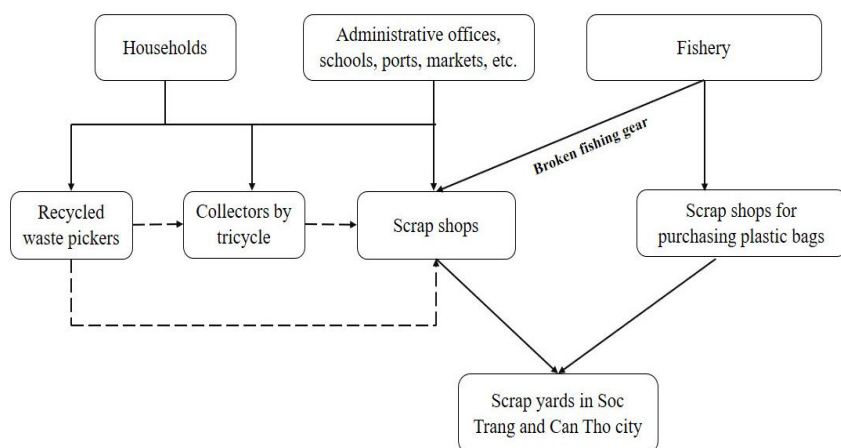 Households
Administrative offices,
schools, ports, markets, etc.
Fishery
Broken fishing gear
Recycled
waste pickers
Collectors by
tricycle
Scrap shops
Scrap shops for
purchasing plastic bags
Scrap yards in Soc
Trang and Can Tho city